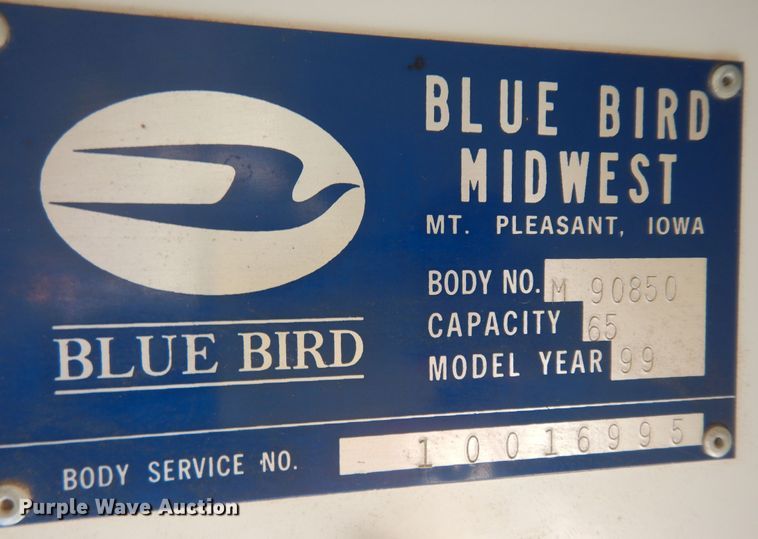 BLUE BIRD
MIDWEST
MT. PLEASANT, IOWA
BODY NO. M 90850
CAPACITY 65
MODEL YEAR 99
BLUE BIRD
BODY SERVICE NO. 10016995
Purple Wave Auction